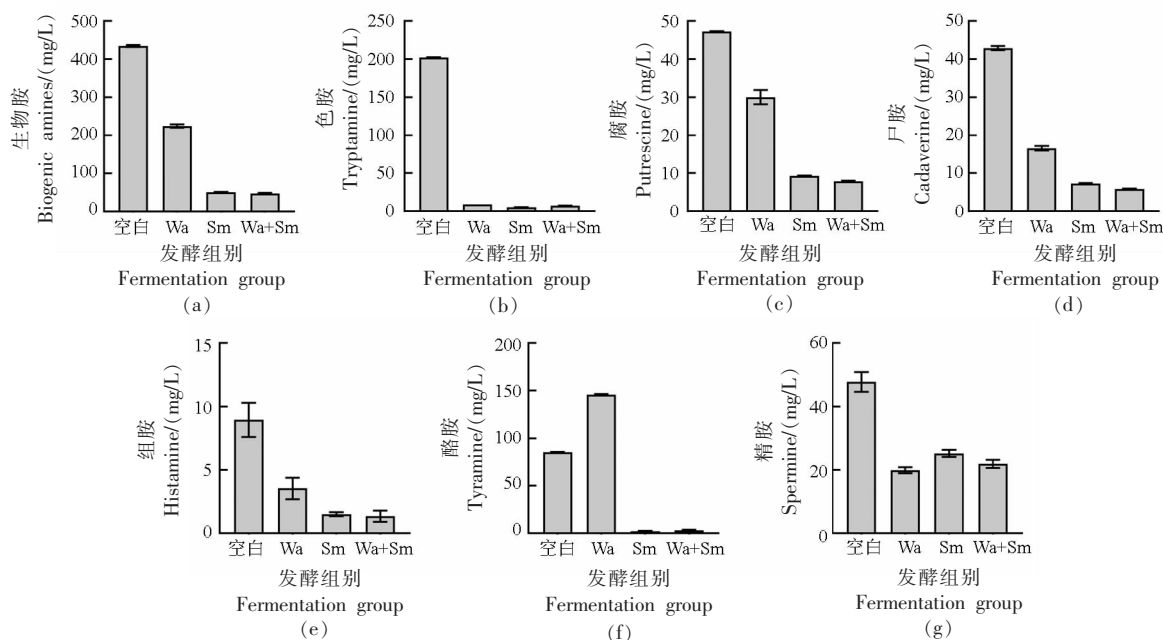 生物胺
Biogenic amines/(mg/L)
500
400
300
200
100
0
空白 Wa Sm Wa+Sm
发酵组别
Fermentation group
(a)
色胺
Tryptamine/(mg/L)
200
150
100
50
0
空白 Wa Sm Wa+Sm
发酵组别
Fermentation group
(b)
腐胺
Putrescine/(mg/L)
50
40
30
20
10
0
空白 Wa Sm Wa+Sm
发酵组别
Fermentation group
(c)
尸胺
Cadaverine/(mg/L)
50
40
30
20
10
0
空白 Wa Sm Wa+Sm
发酵组别
Fermentation group
(d)
组胺
Histamine/(mg/L)
15
10
5
0
空白 Wa Sm Wa+Sm
发酵组别
Fermentation group
(e)
酪胺
Tyramine/(mg/L)
200
150
100
50
0
空白 Wa Sm Wa+Sm
发酵组别
Fermentation group
(f)
精胺
Spermine/(mg/L)
60
40
20
0
空白 Wa Sm Wa+Sm
发酵组别
Fermentation group
(g)